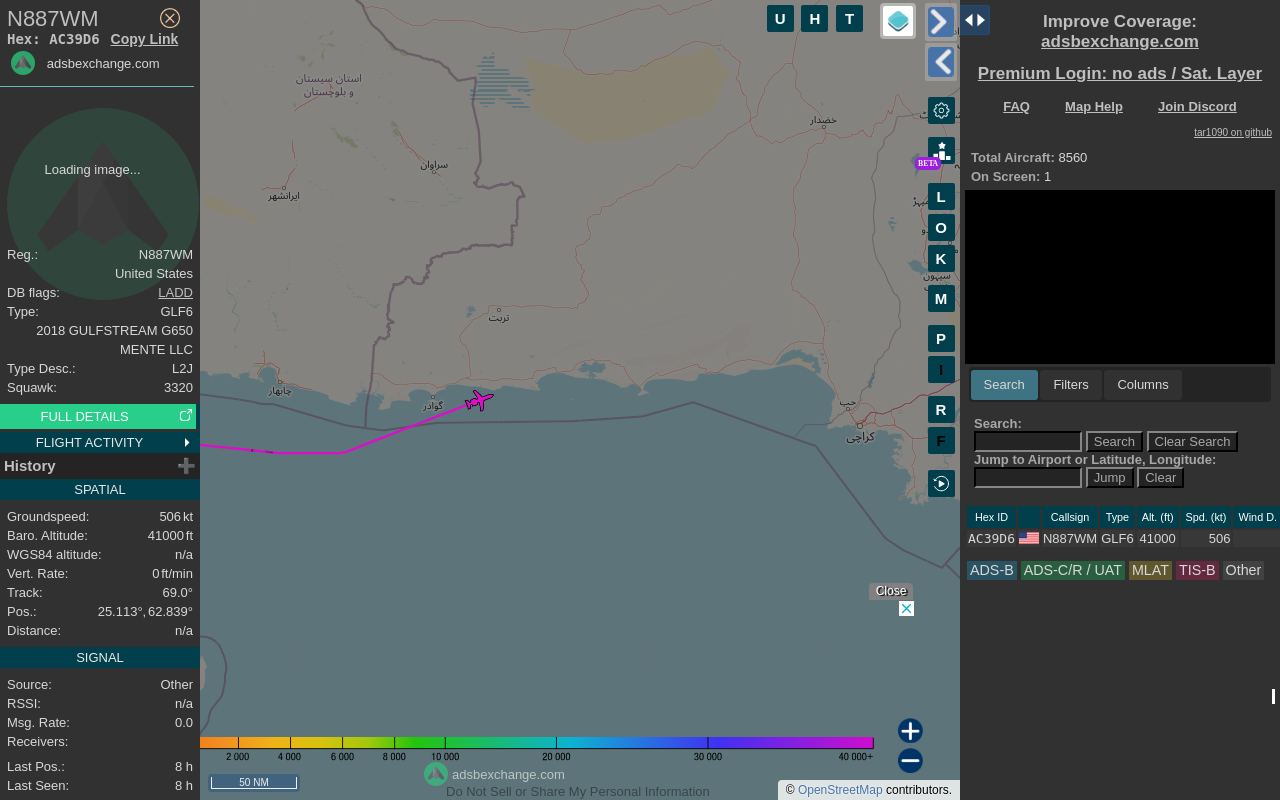 N887WM
Hex: AC39D6 Copy Link
adsbexchange.com
Loading image...
Reg.: N887WM
United States
DB flags: LADD
Type: GLF6
2018 GULFSTREAM G650
MENTE LLC
Type Desc.: L2J
Squawk: 3320
FULL DETAILS
FLIGHT ACTIVITY
History
SPATIAL
Groundspeed: 506 kt
Baro. Altitude: 41000 ft
WGS84 altitude: n/a
Vert. Rate: 0 ft/min
Track: 69.0°
Pos.: 25.113°, 62.839°
Distance: n/a
SIGNAL
Source: Other
RSSI: n/a
Msg. Rate: 0.0
Receivers:
Last Pos.: 8 h
Last Seen: 8 h
U H T
استان سیستان
و بلوچستان
خضدار
سراوان
ایرانشهر
تربت
چابهار
گوادر
حب
کراچی
سیہون
BETA
L
O
K
M
P
I
R
F
Close
2 000 4 000 6 000 8 000 10 000 20 000 30 000 40 000+
50 NM
adsbexchange.com
Do Not Sell or Share My Personal Information
© OpenStreetMap contributors.
Improve Coverage:
adsbexchange.com
Premium Login: no ads / Sat. Layer
FAQ Map Help Join Discord
tar1090 on github
Total Aircraft: 8560
On Screen: 1
Search Filters Columns
Search:
Search Clear Search
Jump to Airport or Latitude, Longitude:
Jump Clear
Hex ID Callsign Type Alt. (ft) Spd. (kt) Wind D.
AC39D6 N887WM GLF6 41000 506
ADS-B ADS-C/R / UAT MLAT TIS-B Other